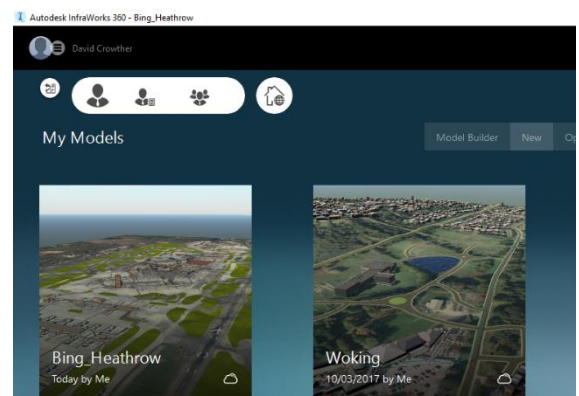 Autodesk InfraWorks 360 - Bing_Heathrow
David Crowther
My Models
Model Builder New Op
Bing_Heathrow
Today by Me
Woking
10/03/2017 by Me